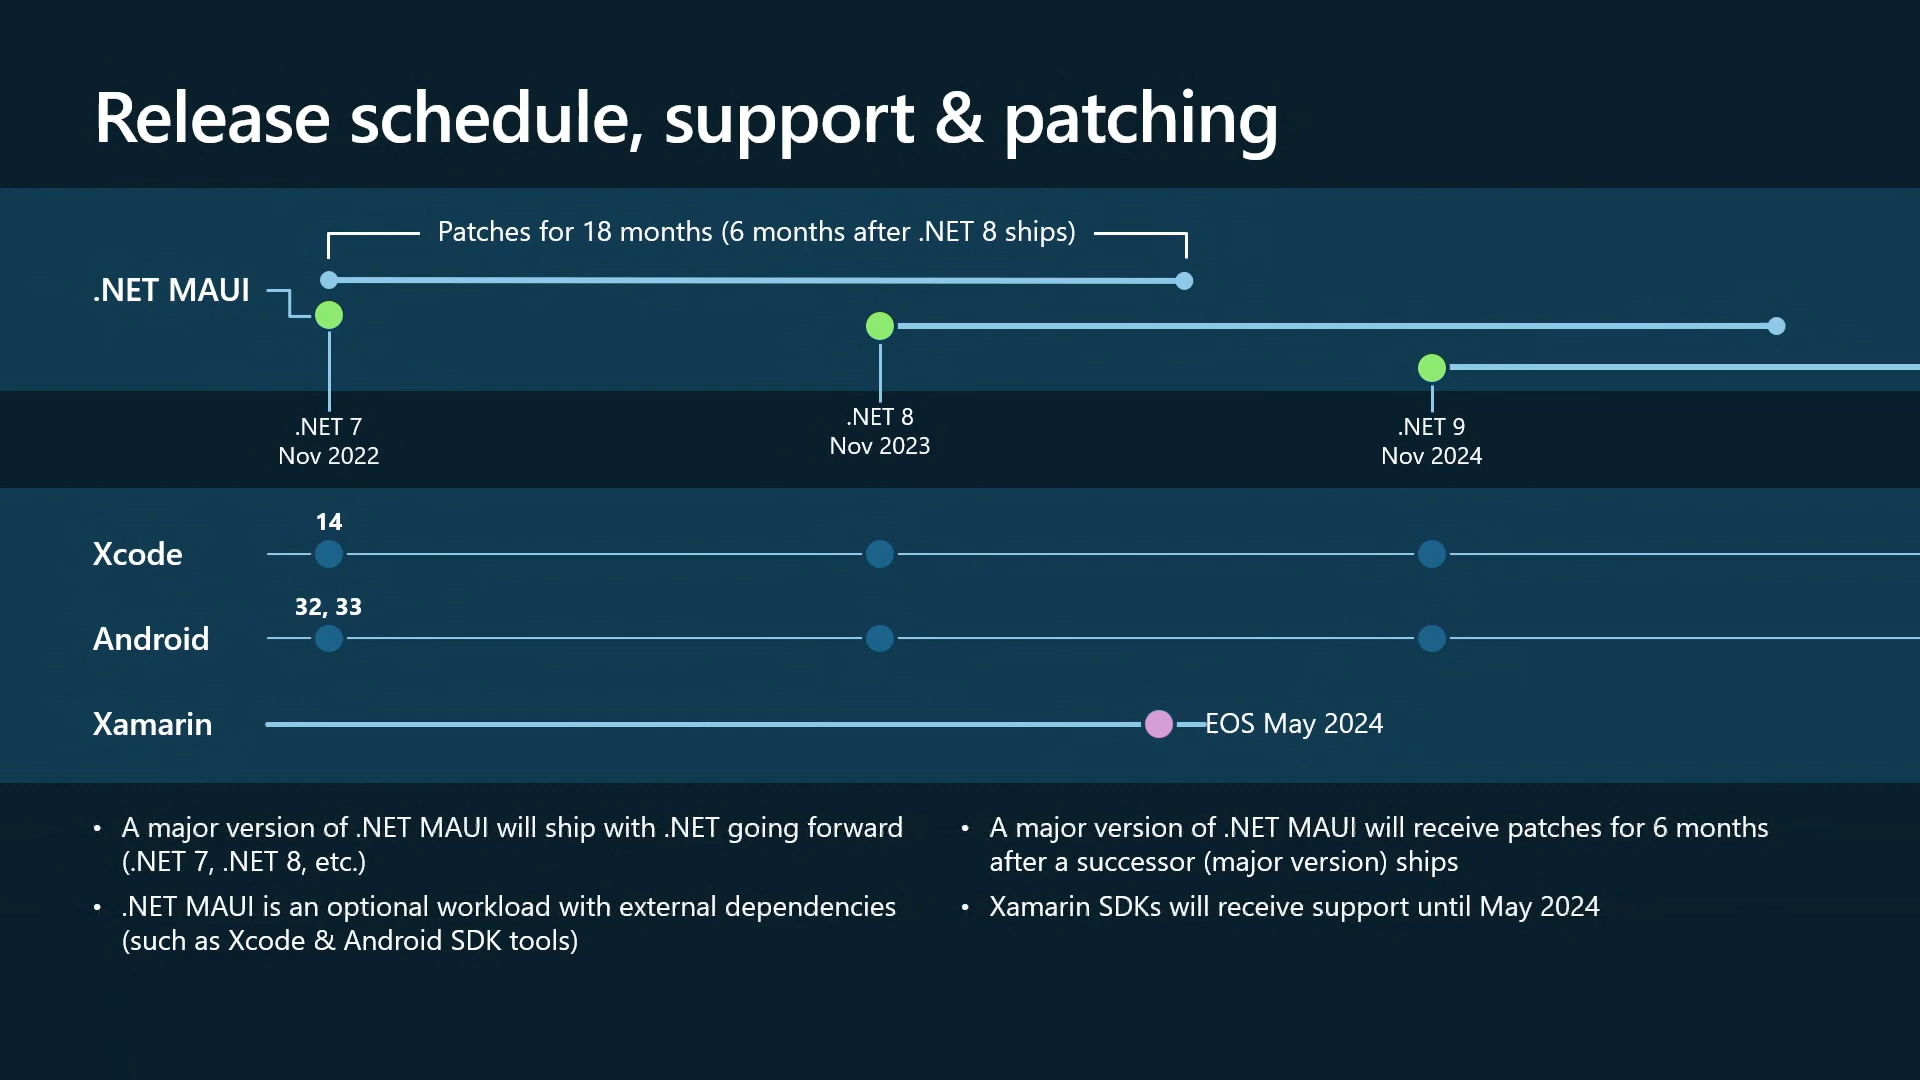 Release schedule, support & patching
Patches for 18 months (6 months after .NET 8 ships)
.NET MAUI
.NET 7
Nov 2022
.NET 8
Nov 2023
.NET 9
Nov 2024
14
Xcode
32, 33
Android
Xamarin
EOS May 2024
• A major version of .NET MAUI will ship with .NET going forward
(.NET 7, .NET 8, etc.)
• .NET MAUI is an optional workload with external dependencies
(such as Xcode & Android SDK tools)
• A major version of .NET MAUI will receive patches for 6 months
after a successor (major version) ships
• Xamarin SDKs will receive support until May 2024